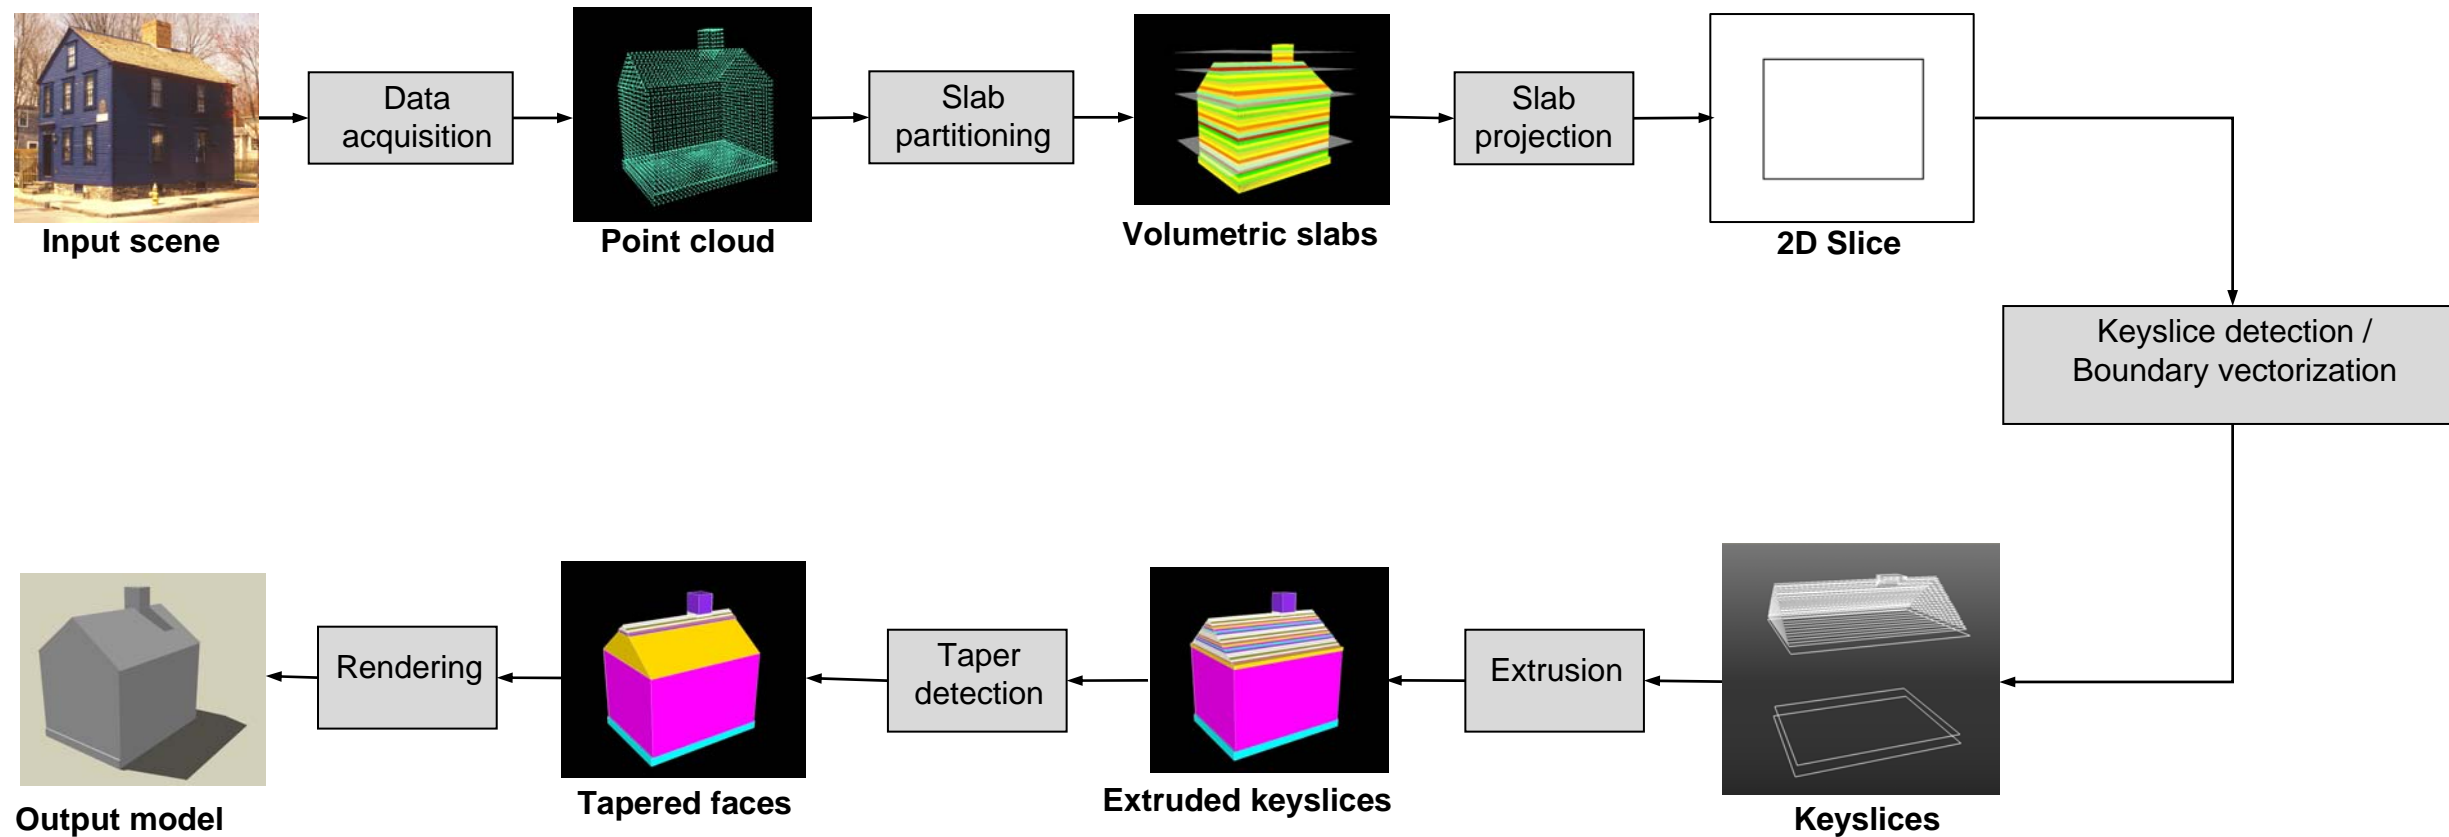 Data
acquisition
Slab
partitioning
Slab
projection
Input scene
Point cloud
Volumetric slabs
2D Slice
Keyslice detection /
Boundary vectorization
Rendering
Taper
detection
Extrusion
Output model
Tapered faces
Extruded keyslices
Keyslices